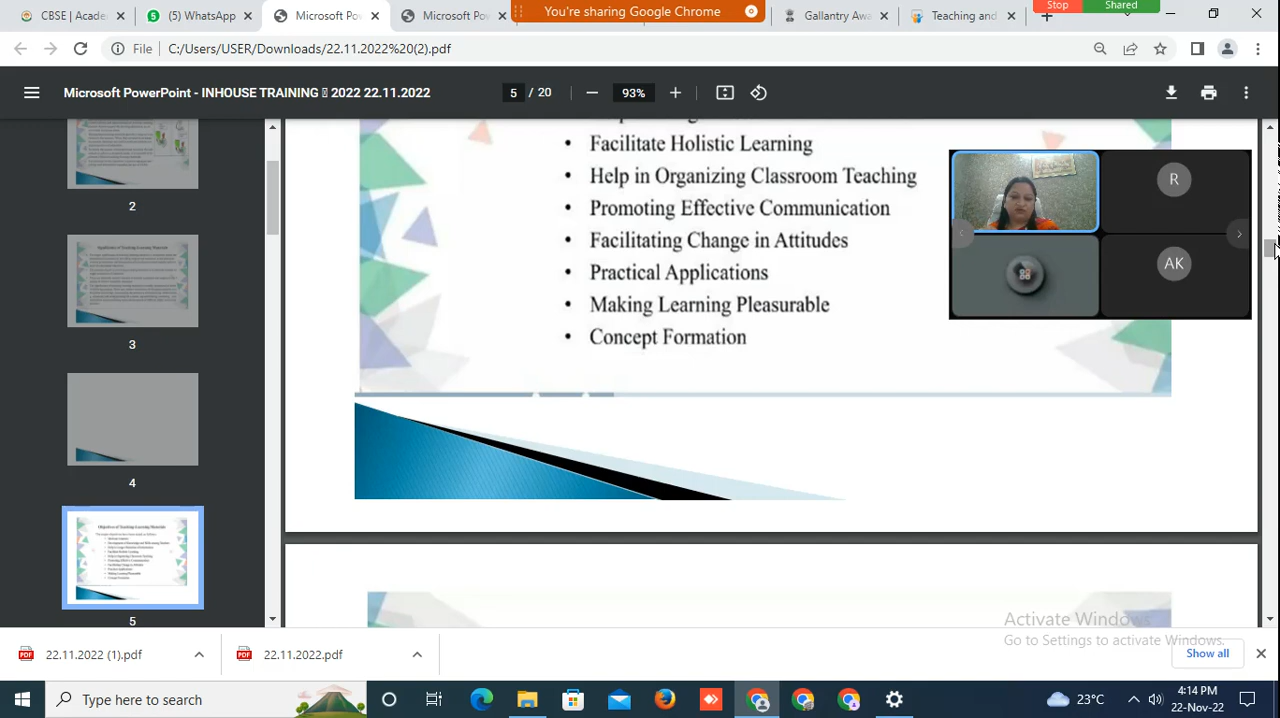 CBSE | Acade
(5) WhatsApp
Microsoft Po
Microsoft Po
You're sharing Google Chrome
Gallantry Awa
Teaching and
Stop
Shared
File
C:/Users/USER/Downloads/22.11.2022%20(2).pdf
Microsoft PowerPoint - INHOUSE TRAINING 2022 22.11.2022
5 / 20
93%
Facilitate Holistic Learning
Help in Organizing Classroom Teaching
Promoting Effective Communication
Facilitating Change in Attitudes
Practical Applications
Making Learning Pleasurable
Concept Formation
R
AK
2
3
4
5
Activate Windows
Go to Settings to activate Windows.
22.11.2022 (1).pdf
22.11.2022.pdf
Show all
Type here to search
23°C
4:14 PM
22-Nov-22